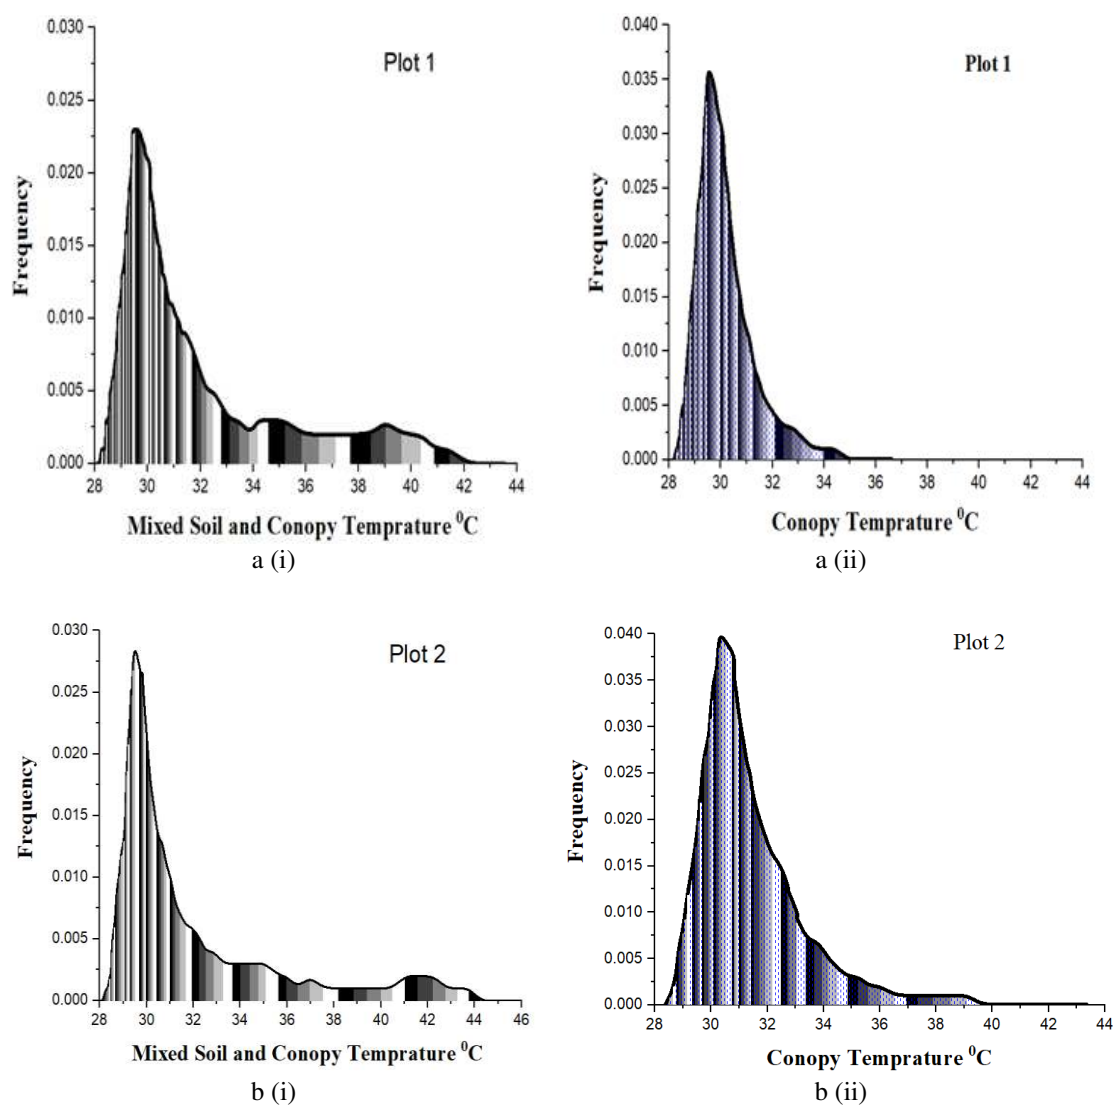 Plot 1
0.030
0.025
0.020
0.015
0.010
0.005
0.000
Frequency
28 30 32 34 36 38 40 42 44
Mixed Soil and Conopy Temprature ⁰C
a (i)
Plot 1
0.040
0.035
0.030
0.025
0.020
0.015
0.010
0.005
0.000
Frequency
28 30 32 34 36 38 40 42 44
Conopy Temprature ⁰C
a (ii)
Plot 2
0.030
0.025
0.020
0.015
0.010
0.005
0.000
Frequency
28 30 32 34 36 38 40 42 44 46
Mixed Soil and Conopy Temprature ⁰C
b (i)
Plot 2
0.040
0.035
0.030
0.025
0.020
0.015
0.010
0.005
0.000
Frequency
28 30 32 34 36 38 40 42 44
Conopy Temprature ⁰C
b (ii)